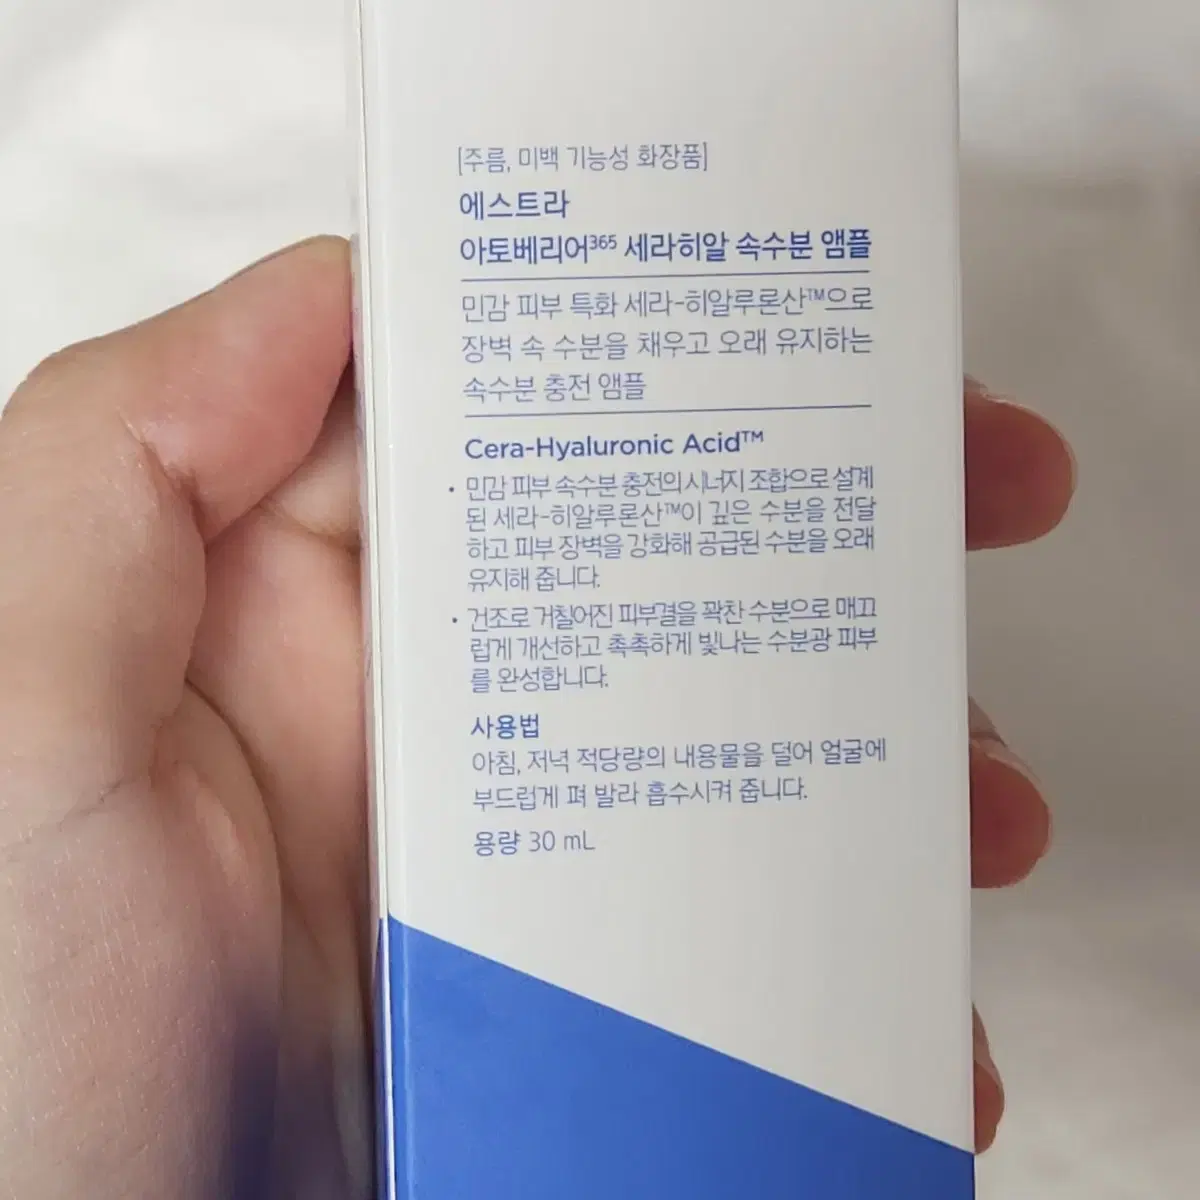 [주름, 미백 기능성 화장품]
에스트라
아토베리어³⁶⁵ 세라히알 속수분 앰플
민감 피부 특화 세라-히알루론산™으로
장벽 속 수분을 채우고 오래 유지하는
속수분 충전 앰플
Cera-Hyaluronic Acid™
• 민감 피부 속수분 충전의 시너지 조합으로 설계
된 세라-히알루론산™이 깊은 수분을 전달
하고 피부 장벽을 강화해 공급된 수분을 오래
유지해 줍니다.
• 건조로 거칠어진 피부결을 꽉찬 수분으로 매끄
럽게 개선하고 촉촉하게 빛나는 수분광 피부
를 완성합니다.
사용법
아침, 저녁 적당량의 내용물을 덜어 얼굴에
부드럽게 펴 발라 흡수시켜 줍니다.
용량 30 mL